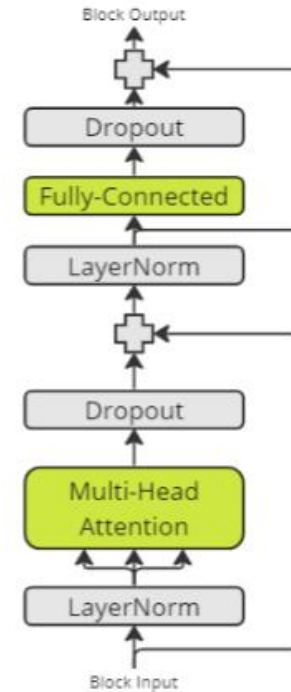 Block Output
Dropout
Fully-Connected
LayerNorm
Dropout
Multi-Head
Attention
LayerNorm
Block Input